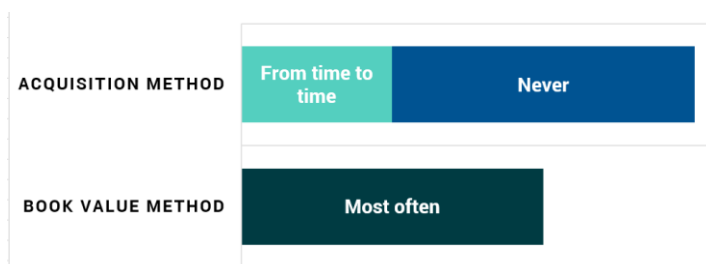 ACQUISITION METHOD
From time to
time
Never
BOOK VALUE METHOD
Most often